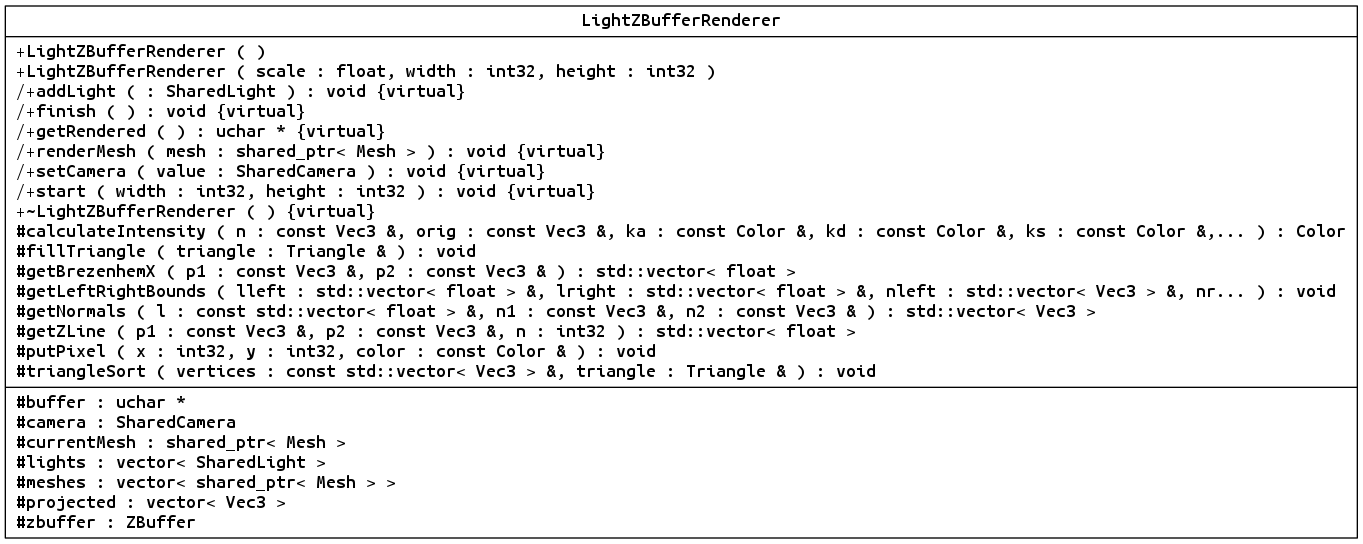 LightZBufferRenderer
+LightZBufferRenderer ( )
+LightZBufferRenderer ( scale : float, width : int32, height : int32 )
/+addLight ( : SharedLight ) : void {virtual}
/+finish ( ) : void {virtual}
/+getRendered ( ) : uchar * {virtual}
/+renderMesh ( mesh : shared_ptr< Mesh > ) : void {virtual}
/+setCamera ( value : SharedCamera ) : void {virtual}
/+start ( width : int32, height : int32 ) : void {virtual}
+~LightZBufferRenderer ( ) {virtual}
#calculateIntensity ( n : const Vec3 &, orig : const Vec3 &, ka : const Color &, kd : const Color &, ks : const Color &,... ) : Color
#fillTriangle ( triangle : Triangle & ) : void
#getBrezenhemX ( p1 : const Vec3 &, p2 : const Vec3 & ) : std::vector< float >
#getLeftRightBounds ( lleft : std::vector< float > &, lright : std::vector< float > &, nleft : std::vector< Vec3 > &, nr... ) : void
#getNormals ( l : const std::vector< float > &, n1 : const Vec3 &, n2 : const Vec3 & ) : std::vector< Vec3 >
#getZLine ( p1 : const Vec3 &, p2 : const Vec3 &, n : int32 ) : std::vector< float >
#putPixel ( x : int32, y : int32, color : const Color & ) : void
#triangleSort ( vertices : const std::vector< Vec3 > &, triangle : Triangle & ) : void
#buffer : uchar *
#camera : SharedCamera
#currentMesh : shared_ptr< Mesh >
#lights : vector< SharedLight >
#meshes : vector< shared_ptr< Mesh > >
#projected : vector< Vec3 >
#zbuffer : ZBuffer